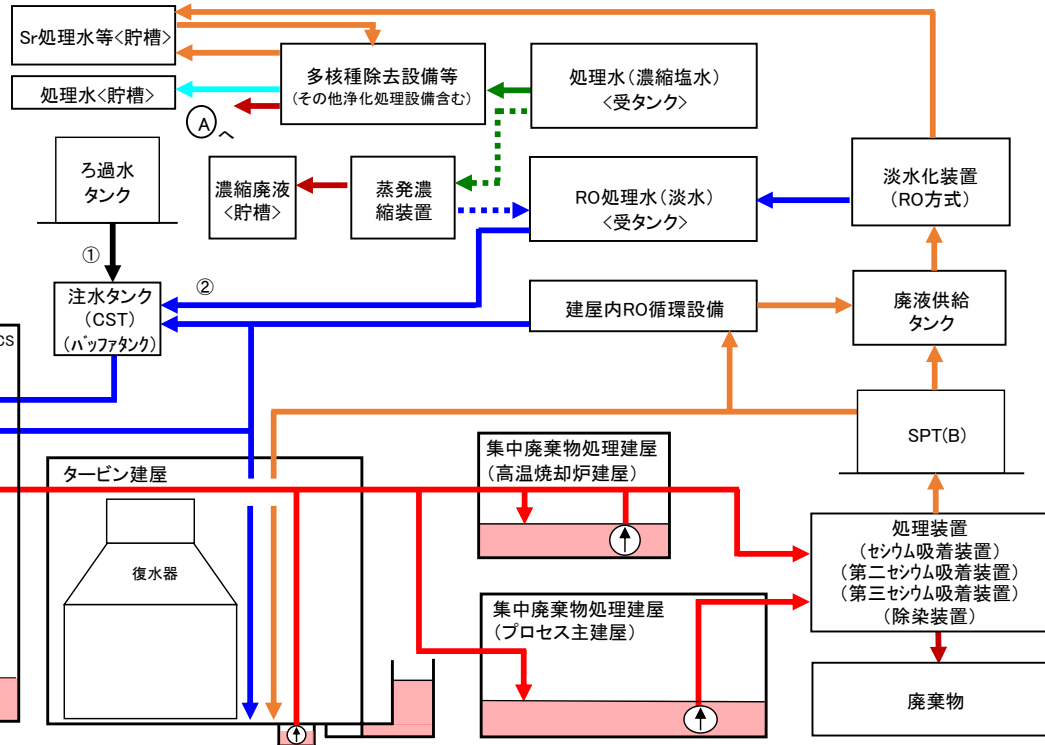 Sr処理水等<貯槽>
処理水<貯槽>
多核種除去設備等
(その他浄化処理設備含む)
Aへ
処理水(濃縮塩水)
<受タンク>
ろ過水
タンク
濃縮廃液
<貯槽>
蒸発濃
縮装置
RO処理水(淡水)
<受タンク>
淡水化装置
(RO方式)
①
②
注水タンク
(CST)
(バッファタンク)
建屋内RO循環設備
廃液供給
タンク
CS
SPT(B)
タービン建屋
復水器
集中廃棄物処理建屋
(高温焼却炉建屋)
集中廃棄物処理建屋
(プロセス主建屋)
処理装置
(セシウム吸着装置)
(第二セシウム吸着装置)
(第三セシウム吸着装置)
(除染装置)
廃棄物